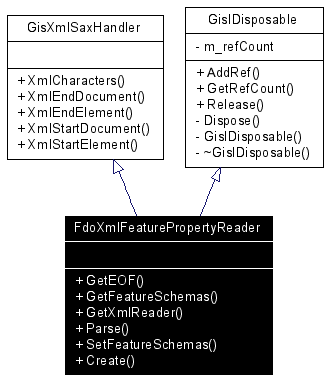 GisXmlSaxHandler
+ XmlCharacters()
+ XmlEndDocument()
+ XmlEndElement()
+ XmlStartDocument()
+ XmlStartElement()
GisIDisposable
- m_refCount
+ AddRef()
+ GetRefCount()
+ Release()
- Dispose()
- GisIDisposable()
- ~GisIDisposable()
FdoXmlFeaturePropertyReader
+ GetEOF()
+ GetFeatureSchemas()
+ GetXmlReader()
+ Parse()
+ SetFeatureSchemas()
+ Create()